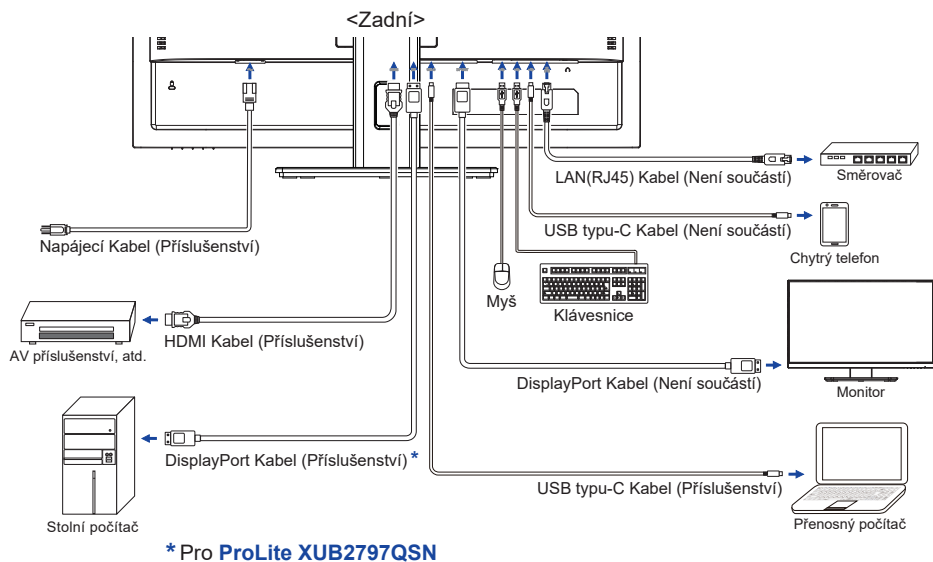 <Zadní>
LAN(RJ45) Kabel (Není součástí)
Směrovač
USB typu-C Kabel (Není součástí)
Chytrý telefon
Napájecí Kabel (Příslušenství)
Myš
Klávesnice
HDMI Kabel (Příslušenství)
AV příslušenství, atd.
DisplayPort Kabel (Není součástí)
Monitor
DisplayPort Kabel (Příslušenství) *
USB typu-C Kabel (Příslušenství)
Stolní počítač
Přenosný počítač
* Pro ProLite XUB2797QSN